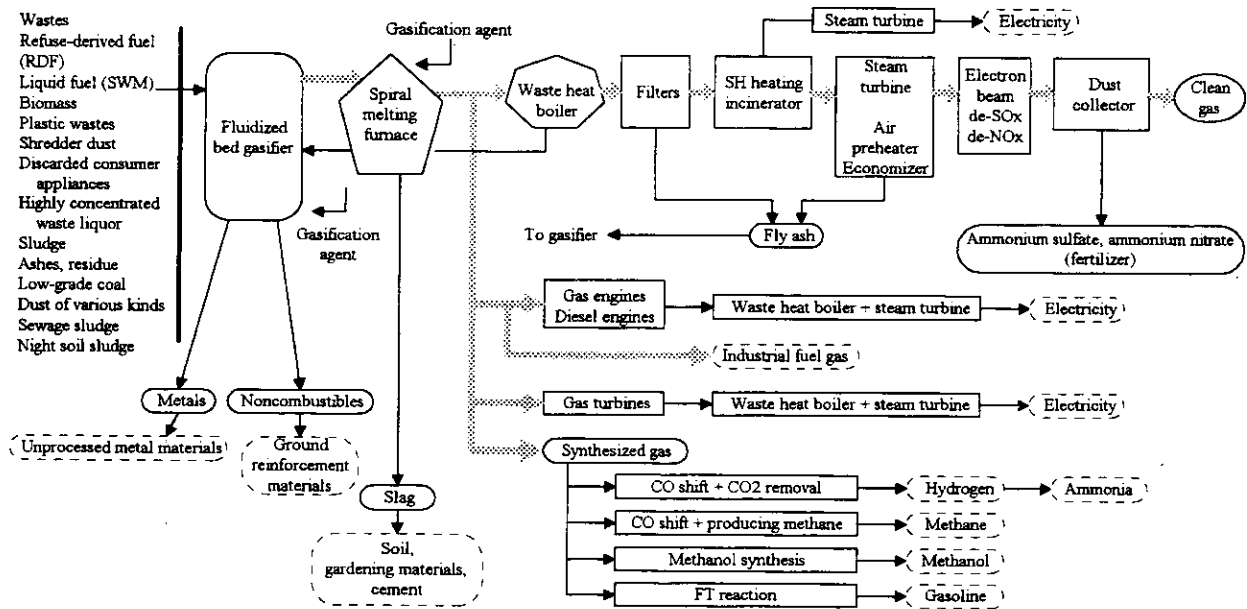 Wastes
Refuse-derived fuel
(RDF)
Liquid fuel (SWM)
Biomass
Plastic wastes
Shredder dust
Discarded consumer
appliances
Highly concentrated
waste liquor
Sludge
Ashes, residue
Low-grade coal
Dust of various kinds
Sewage sludge
Night soil sludge
Fluidized
bed gasifier
Gasification agent
Spiral
melting
furnace
Gasification
agent
Waste heat
boiler
Filters
SH heating
incinerator
Steam turbine
Electricity
Steam
turbine
Air
preheater
Economizer
Electron
beam
de-SOx
de-NOx
Dust
collector
Clean
gas
To gasifier
Fly ash
Ammonium sulfate, ammonium nitrate
(fertilizer)
Gas engines
Diesel engines
Waste heat boiler + steam turbine
Electricity
Industrial fuel gas
Gas turbines
Waste heat boiler + steam turbine
Electricity
Metals
Noncombustibles
Unprocessed metal materials
Ground
reinforcement
materials
Slag
Soil,
gardening materials,
cement
Synthesized gas
CO shift + CO2 removal
Hydrogen
Ammonia
CO shift + producing methane
Methane
Methanol synthesis
Methanol
FT reaction
Gasoline